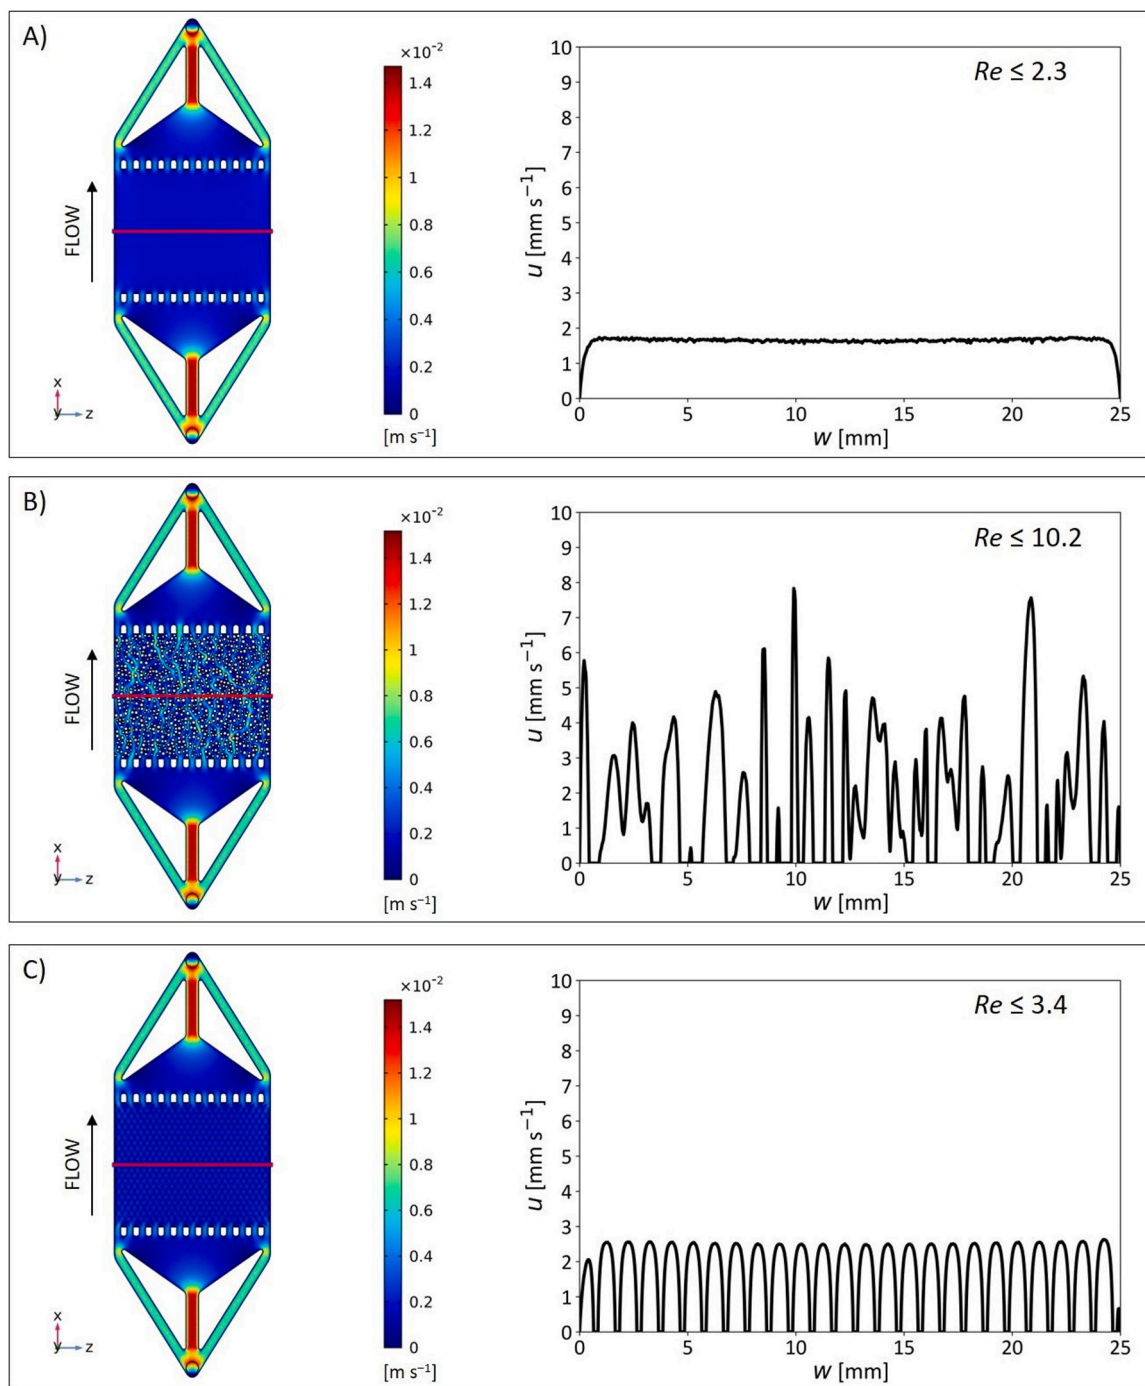 A)
×10⁻²
1.4
1.2
1
0.8
0.6
0.4
0.2
0
[m s⁻¹]
FLOW
x
y z
Re ≤ 2.3
10
9
8
7
6
5
4
3
2
1
0
u [mm s⁻¹]
0 5 10 15 20 25
w [mm]
B)
×10⁻²
1.4
1.2
1
0.8
0.6
0.4
0.2
0
[m s⁻¹]
FLOW
x
y z
Re ≤ 10.2
10
9
8
7
6
5
4
3
2
1
0
u [mm s⁻¹]
0 5 10 15 20 25
w [mm]
C)
×10⁻²
1.4
1.2
1
0.8
0.6
0.4
0.2
0
[m s⁻¹]
FLOW
x
y z
Re ≤ 3.4
10
9
8
7
6
5
4
3
2
1
0
u [mm s⁻¹]
0 5 10 15 20 25
w [mm]